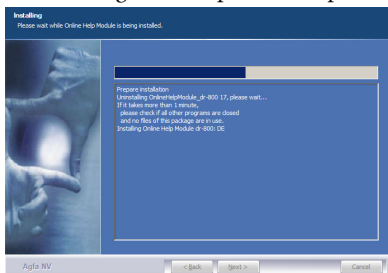 Installing
Please wait while Online Help Module is being installed.
Prepare installation
Uninstalling OnlineHelpModule_dr-800 17, please wait...
If it takes more than 1 minute,
please check if all other programs are closed
and no files of this package are in use.
Installing Online Help Module dr-800: DE
Agfa NV
< Back
Next >
Cancel